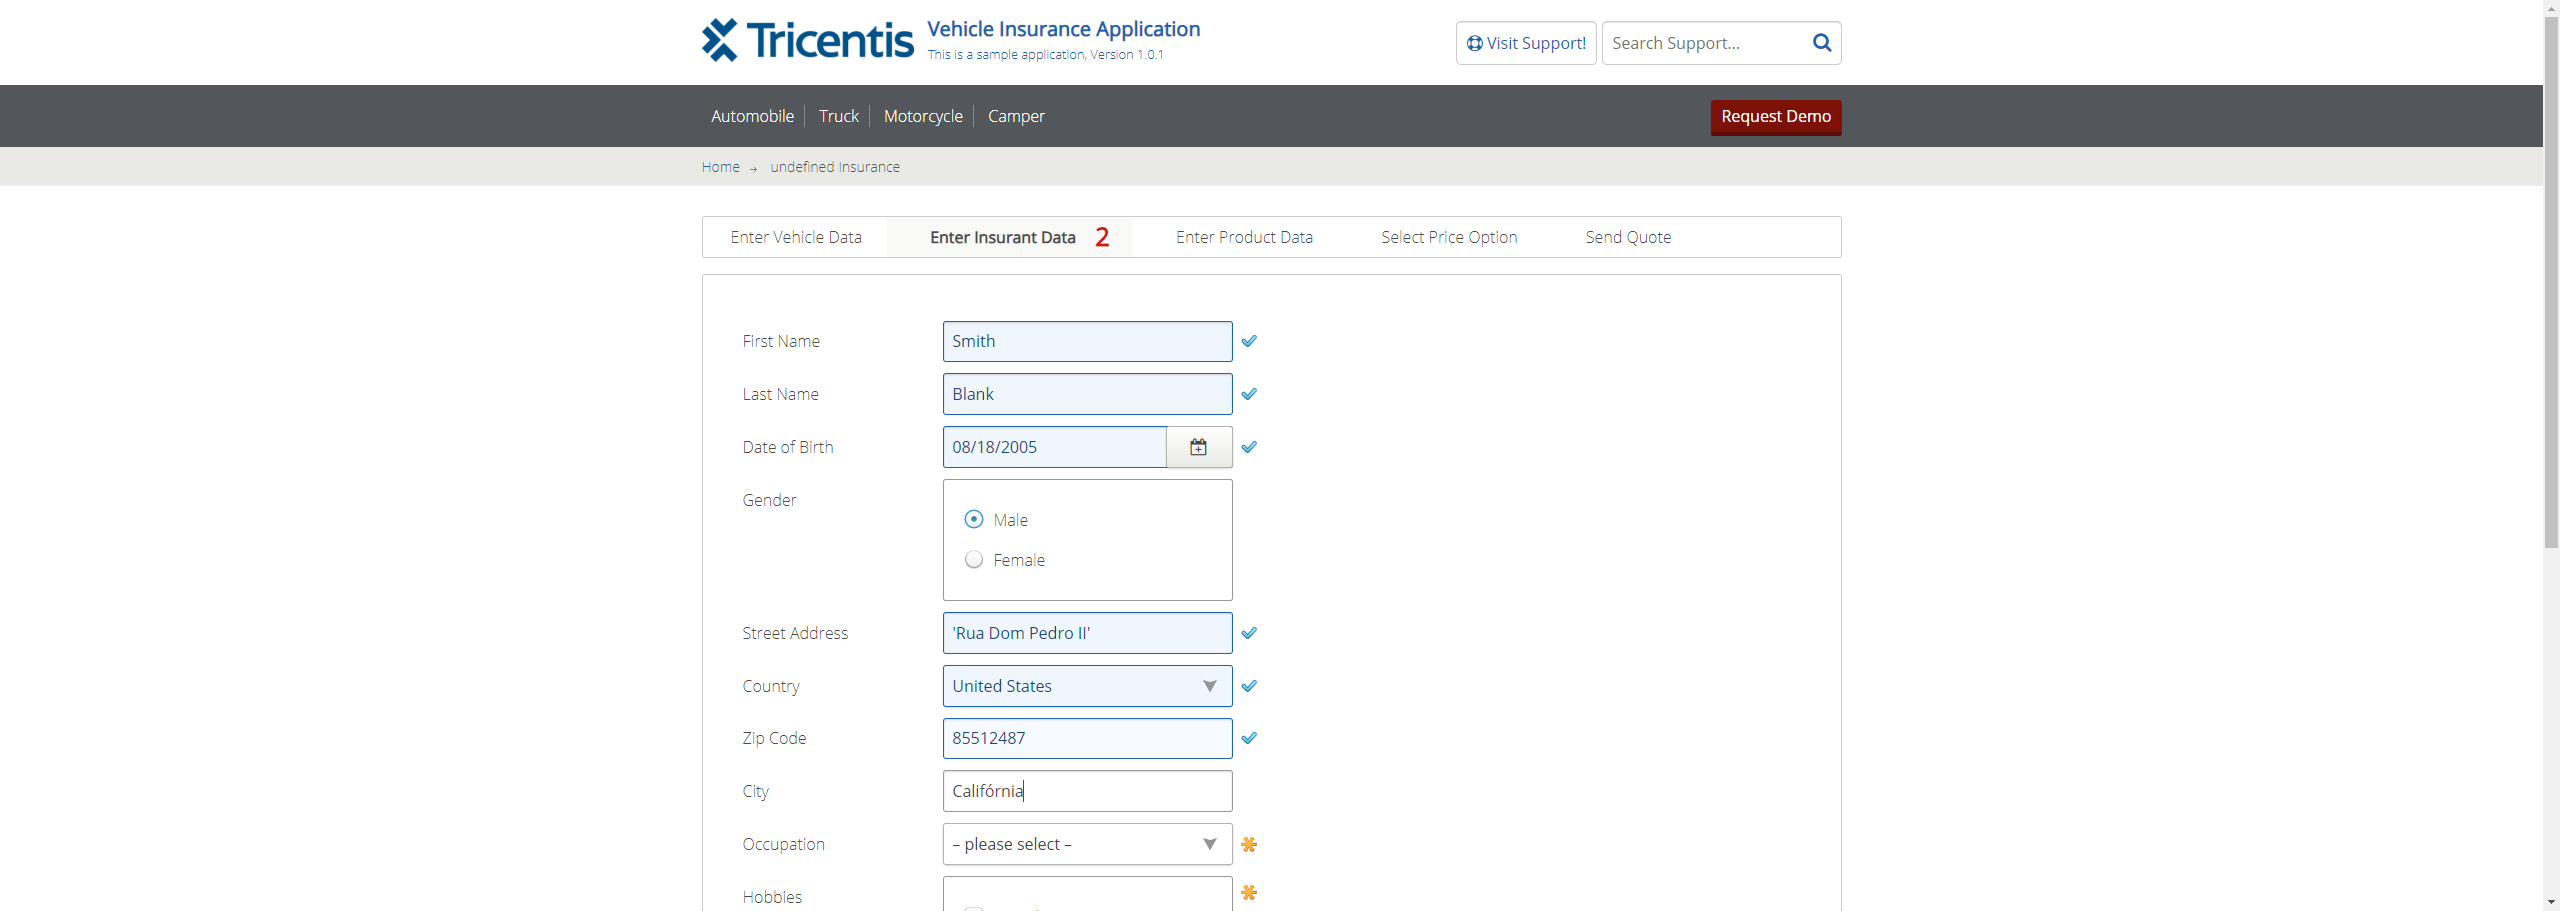 Tricentis
Vehicle Insurance Application
This is a sample application, Version 1.0.1
Visit Support!
Search Support...
Automobile
Truck
Motorcycle
Camper
Request Demo
Home → undefined Insurance
Enter Vehicle Data
Enter Insurant Data 2
Enter Product Data
Select Price Option
Send Quote
First Name
Smith
Last Name
Blank
Date of Birth
08/18/2005
Gender
Male
Female
Street Address
'Rua Dom Pedro II'
Country
United States
Zip Code
85512487
City
Califórnia
Occupation
– please select –
Hobbies